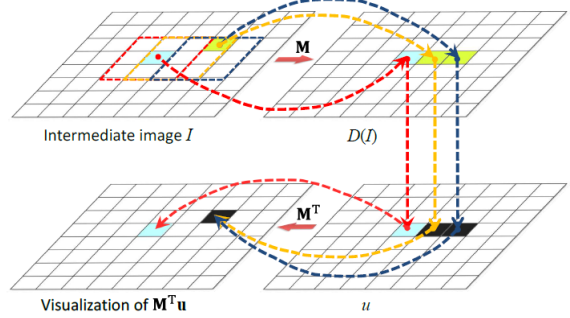 M
Intermediate image I
D(I)
Mᵀ
Visualization of Mᵀu
u